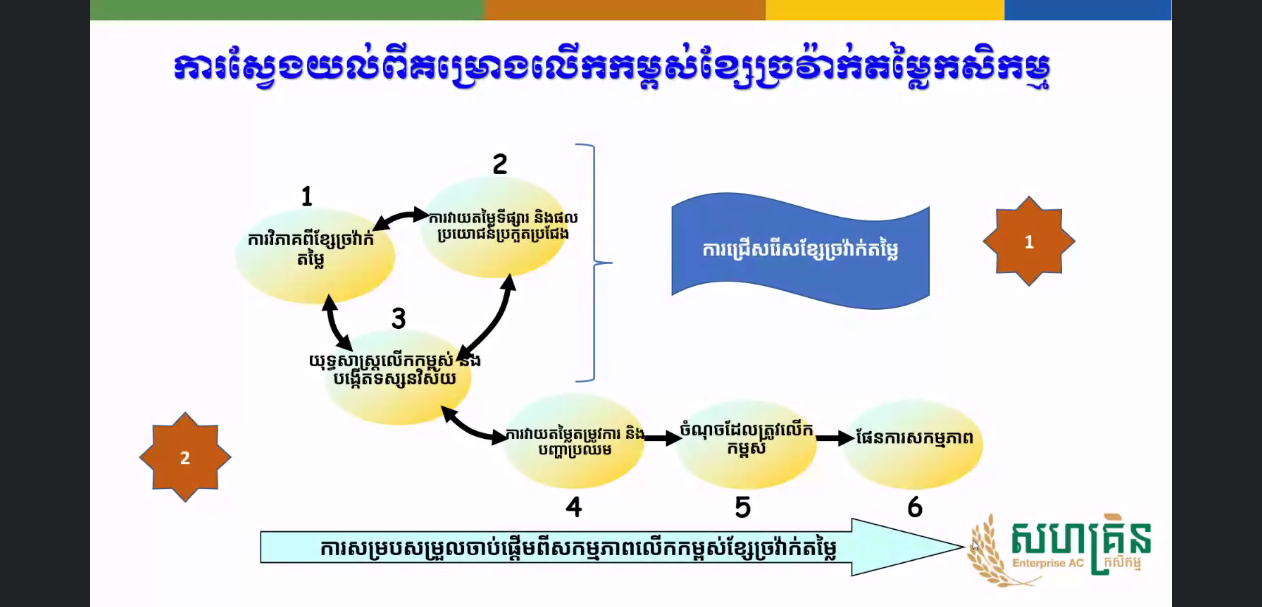 ការស្វែងយល់ពីគម្រោងលើកកម្ពស់ខ្សែច្រវ៉ាក់តម្លៃកសិកម្ម
1
ការវិភាគពីខ្សែច្រវ៉ាក់
តម្លៃ
2
ការវាយតម្លៃទីផ្សារ និងផល
ប្រយោជន៍ប្រកួតប្រជែង
3
យុទ្ធសាស្ត្រលើកកម្ពស់ និង
បង្កើតទស្សនវិស័យ
ការជ្រើសរើសខ្សែច្រវ៉ាក់តម្លៃ
1
2
ការវាយតម្លៃតម្រូវការ និង
បញ្ហាប្រឈម
4
ចំណុចដែលត្រូវលើក
កម្ពស់
5
ផែនការសកម្មភាព
6
ការសម្របសម្រួលចាប់ផ្តើមពីសកម្មភាពលើកកម្ពស់ខ្សែច្រវ៉ាក់តម្លៃ
សហគ្រិន
Enterprise AC
កសិកម្ម